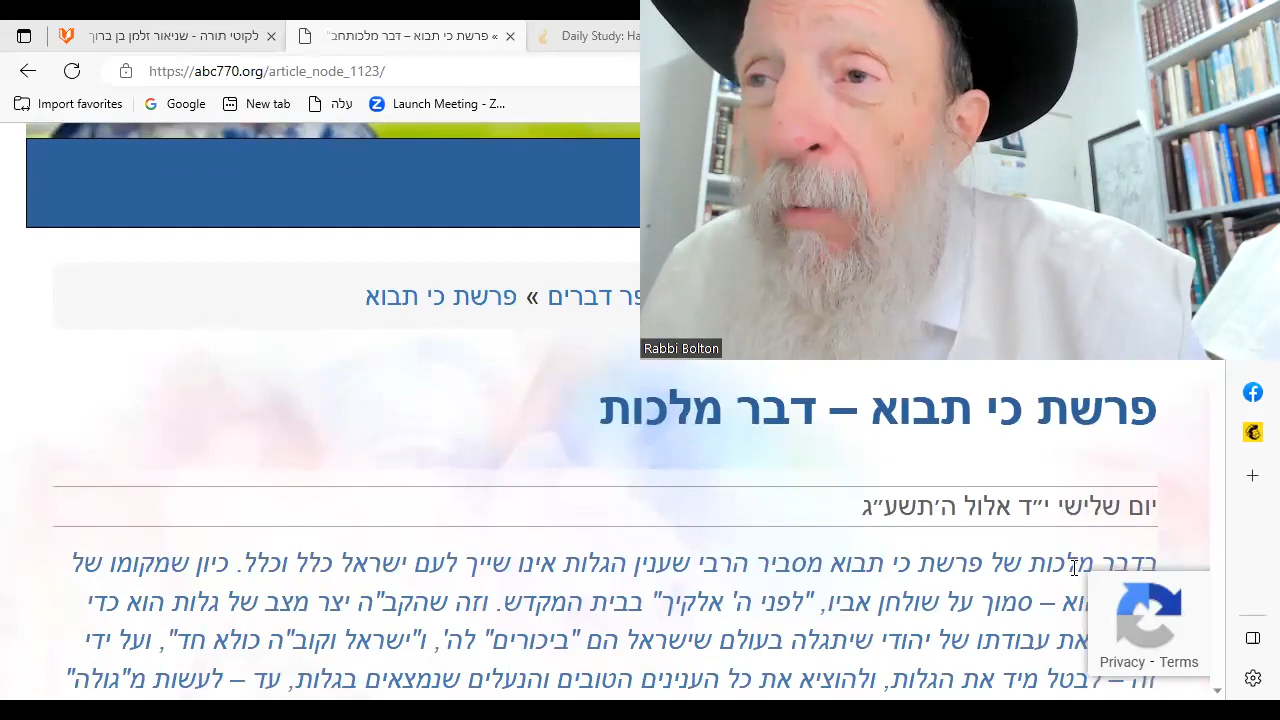 לקוטי תורה - שניאור זלמן בן ברוך
» פרשת כי תבוא – דבר מלכותחב"
Daily Study: Ha
https://abc770.org/article_node_1123/
Import favorites
Google
New tab
עלה
Launch Meeting - Z...
דברים » פרשת כי תבוא
Rabbi Bolton
פרשת כי תבוא – דבר מלכות
יום שלישי י״ד אלול ה׳תשע״ג
בדבר מלכות של פרשת כי תבוא מסביר הרבי שענין הגלות אינו שייך לעם ישראל כלל וכלל. כיון שמקומו של
– סמוך על שולחן אביו, "לפני ה' אלקיך" בבית המקדש. וזה שהקב"ה יצר מצב של גלות הוא כדי
את עבודתו של יהודי שיתגלה בעולם שישראל הם "ביכורים" לה', ו"ישראל וקוב"ה כולא חד", ועל ידי
זה – לבטל מיד את הגלות, ולהוציא את כל הענינים הטובים והנעלים שנמצאים בגלות, עד – לעשות מ"גולה"
Privacy - Terms